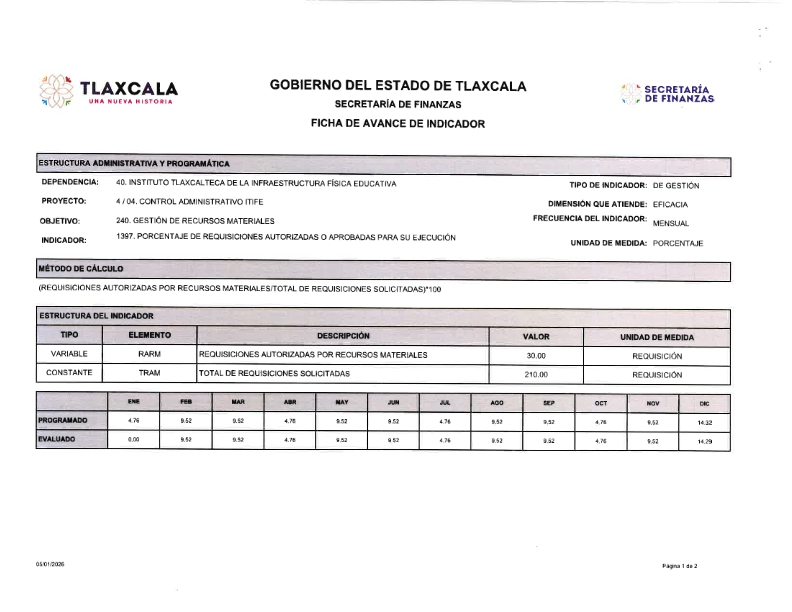 TLAXCALA
UNA NUEVA HISTORIA
GOBIERNO DEL ESTADO DE TLAXCALA
SECRETARÍA DE FINANZAS
FICHA DE AVANCE DE INDICADOR
SECRETARÍA
DE FINANZAS
ESTRUCTURA ADMINISTRATIVA Y PROGRAMÁTICA
DEPENDENCIA: 40. INSTITUTO TLAXCALTECA DE LA INFRAESTRUCTURA FÍSICA EDUCATIVA TIPO DE INDICADOR: DE GESTIÓN
PROYECTO: 4 / 04. CONTROL ADMINISTRATIVO ITIFE DIMENSIÓN QUE ATIENDE: EFICACIA
OBJETIVO: 240. GESTIÓN DE RECURSOS MATERIALES FRECUENCIA DEL INDICADOR: MENSUAL
INDICADOR: 1397. PORCENTAJE DE REQUISICIONES AUTORIZADAS O APROBADAS PARA SU EJECUCIÓN UNIDAD DE MEDIDA: PORCENTAJE
MÉTODO DE CÁLCULO
(REQUISICIONES AUTORIZADAS POR RECURSOS MATERIALES/TOTAL DE REQUISICIONES SOLICITADAS)*100
ESTRUCTURA DEL INDICADOR
TIPO ELEMENTO DESCRIPCIÓN VALOR UNIDAD DE MEDIDA
VARIABLE RARM REQUISICIONES AUTORIZADAS POR RECURSOS MATERIALES 30.00 REQUISICIÓN
CONSTANTE TRAM TOTAL DE REQUISICIONES SOLICITADAS 210.00 REQUISICIÓN
ENE FEB MAR ABR MAY JUN JUL AGO SEP OCT NOV DIC
PROGRAMADO 4.76 9.52 9.52 4.76 9.52 9.52 4.76 9.52 9.52 4.76 9.52 14.32
EVALUADO 0.00 9.52 9.52 4.76 9.52 9.52 4.76 9.52 9.52 4.76 9.52 14.29
05/01/2026 Página 1 de 2